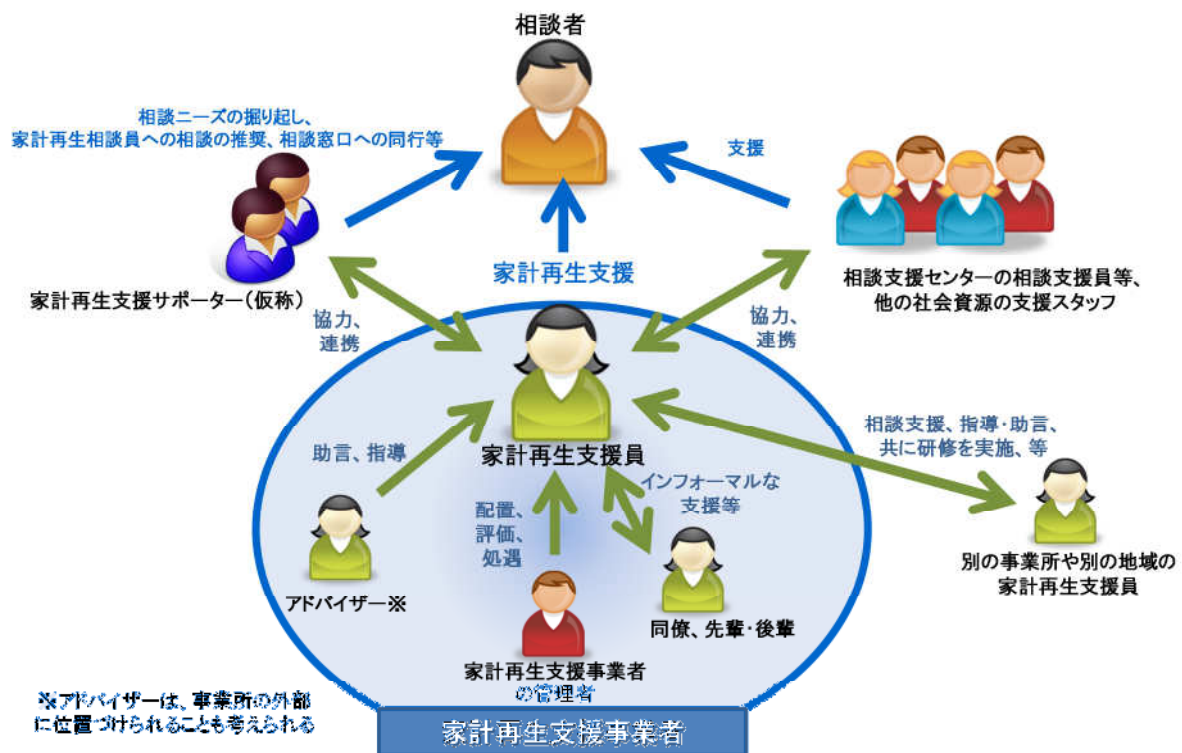 相談者
相談ニーズの掘り起し、
家計再生相談員への相談の推奨、相談窓口への同行等
支援
家計再生支援
家計再生支援サポーター(仮称)
相談支援センターの相談支援員等、
他の社会資源の支援スタッフ
協力、
連携
協力、
連携
家計再生支援員
助言、指導
インフォーマルな
支援等
相談支援、指導・助言、
共に研修を実施、等
配置、
評価、
処遇
アドバイザー※
同僚、先輩・後輩
別の事業所や別の地域の
家計再生支援員
家計再生支援事業者
の管理者
※アドバイザーは、事業所の外部
に位置づけられることも考えられる
家計再生支援事業者